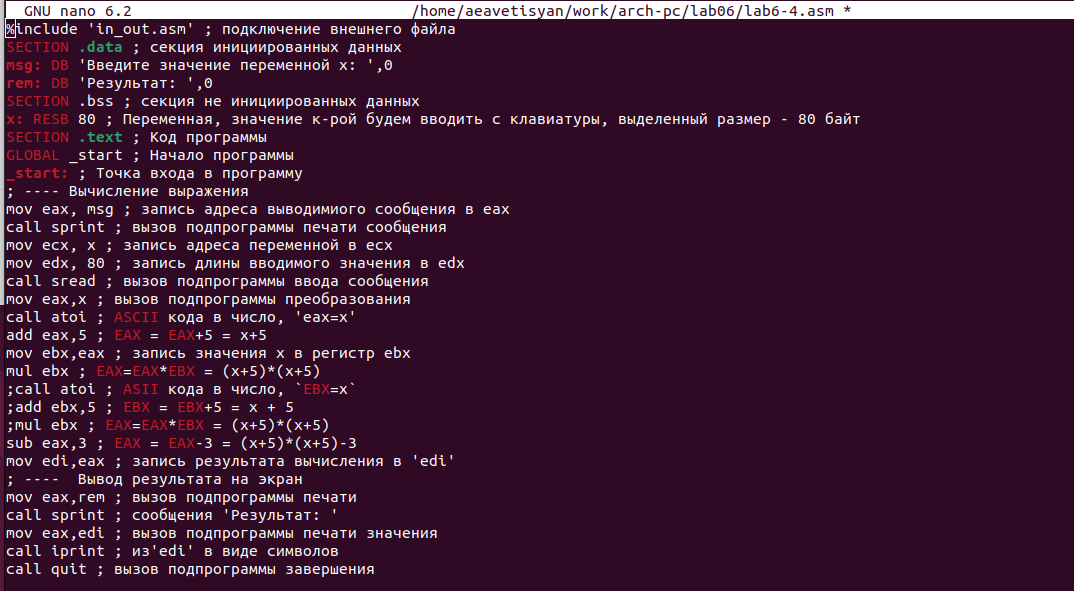 GNU nano 6.2 /home/aeavetisyan/work/arch-pc/lab06/lab6-4.asm *
%include 'in_out.asm' ; подключение внешнего файла
SECTION .data ; секция инициированных данных
msg: DB 'Введите значение переменной х: ',0
rem: DB 'Результат: ',0
SECTION .bss ; секция не инициированных данных
x: RESB 80 ; Переменная, значение к-рой будем вводить с клавиатуры, выделенный размер - 80 байт
SECTION .text ; Код программы
GLOBAL _start ; Начало программы
_start: ; Точка входа в программу
; ---- Вычисление выражения
mov eax, msg ; запись адреса выводимиого сообщения в eax
call sprint ; вызов подпрограммы печати сообщения
mov ecx, x ; запись адреса переменной в ecx
mov edx, 80 ; запись длины вводимого значения в edx
call sread ; вызов подпрограммы ввода сообщения
mov eax,x ; вызов подпрограммы преобразования
call atoi ; ASCII кода в число, 'eax=x'
add eax,5 ; EAX = EAX+5 = x+5
mov ebx,eax ; запись значения x в регистр ebx
mul ebx ; EAX=EAX*EBX = (x+5)*(x+5)
;call atoi ; ASII кода в число, `EBX=x`
;add ebx,5 ; EBX = EBX+5 = x + 5
;mul ebx ; EAX=EAX*EBX = (x+5)*(x+5)
sub eax,3 ; EAX = EAX-3 = (x+5)*(x+5)-3
mov edi,eax ; запись результата вычисления в 'edi'
; ----  Вывод результата на экран
mov eax,rem ; вызов подпрограммы печати
call sprint ; сообщения 'Результат: '
mov eax,edi ; вызов подпрограммы печати значения
call iprint ; из'edi' в виде символов
call quit ; вызов подпрограммы завершения